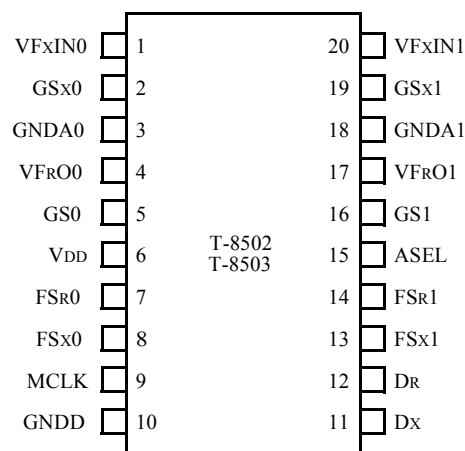 VFxIN0 1 20 VFxIN1
GSx0 2 19 GSx1
GNDA0 3 18 GNDA1
VFRO0 4 17 VFRO1
GS0 5 16 GS1
T-8502
VDD 6 15 ASEL
T-8503
FSR0 7 14 FSR1
FSx0 8 13 FSx1
MCLK 9 12 DR
GNDD 10 11 Dx